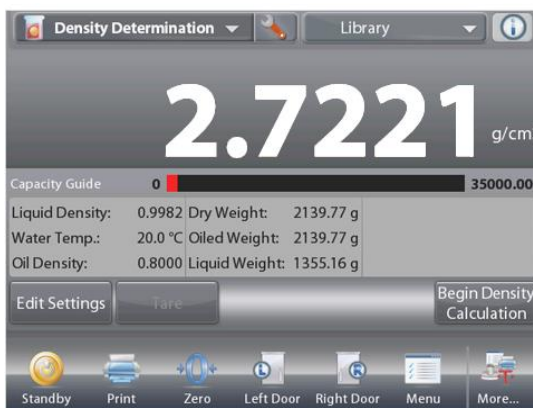 Density Determination Library
2.7221 g/cm
Capacity Guide 0 35000.00
Liquid Density: 0.9982 Dry Weight: 2139.77 g
Water Temp.: 20.0 °C Oiled Weight: 2139.77 g
Oil Density: 0.8000 Liquid Weight: 1355.16 g
Edit Settings Tare Begin Density
Calculation
L R
Standby Print Zero Left Door Right Door Menu More...